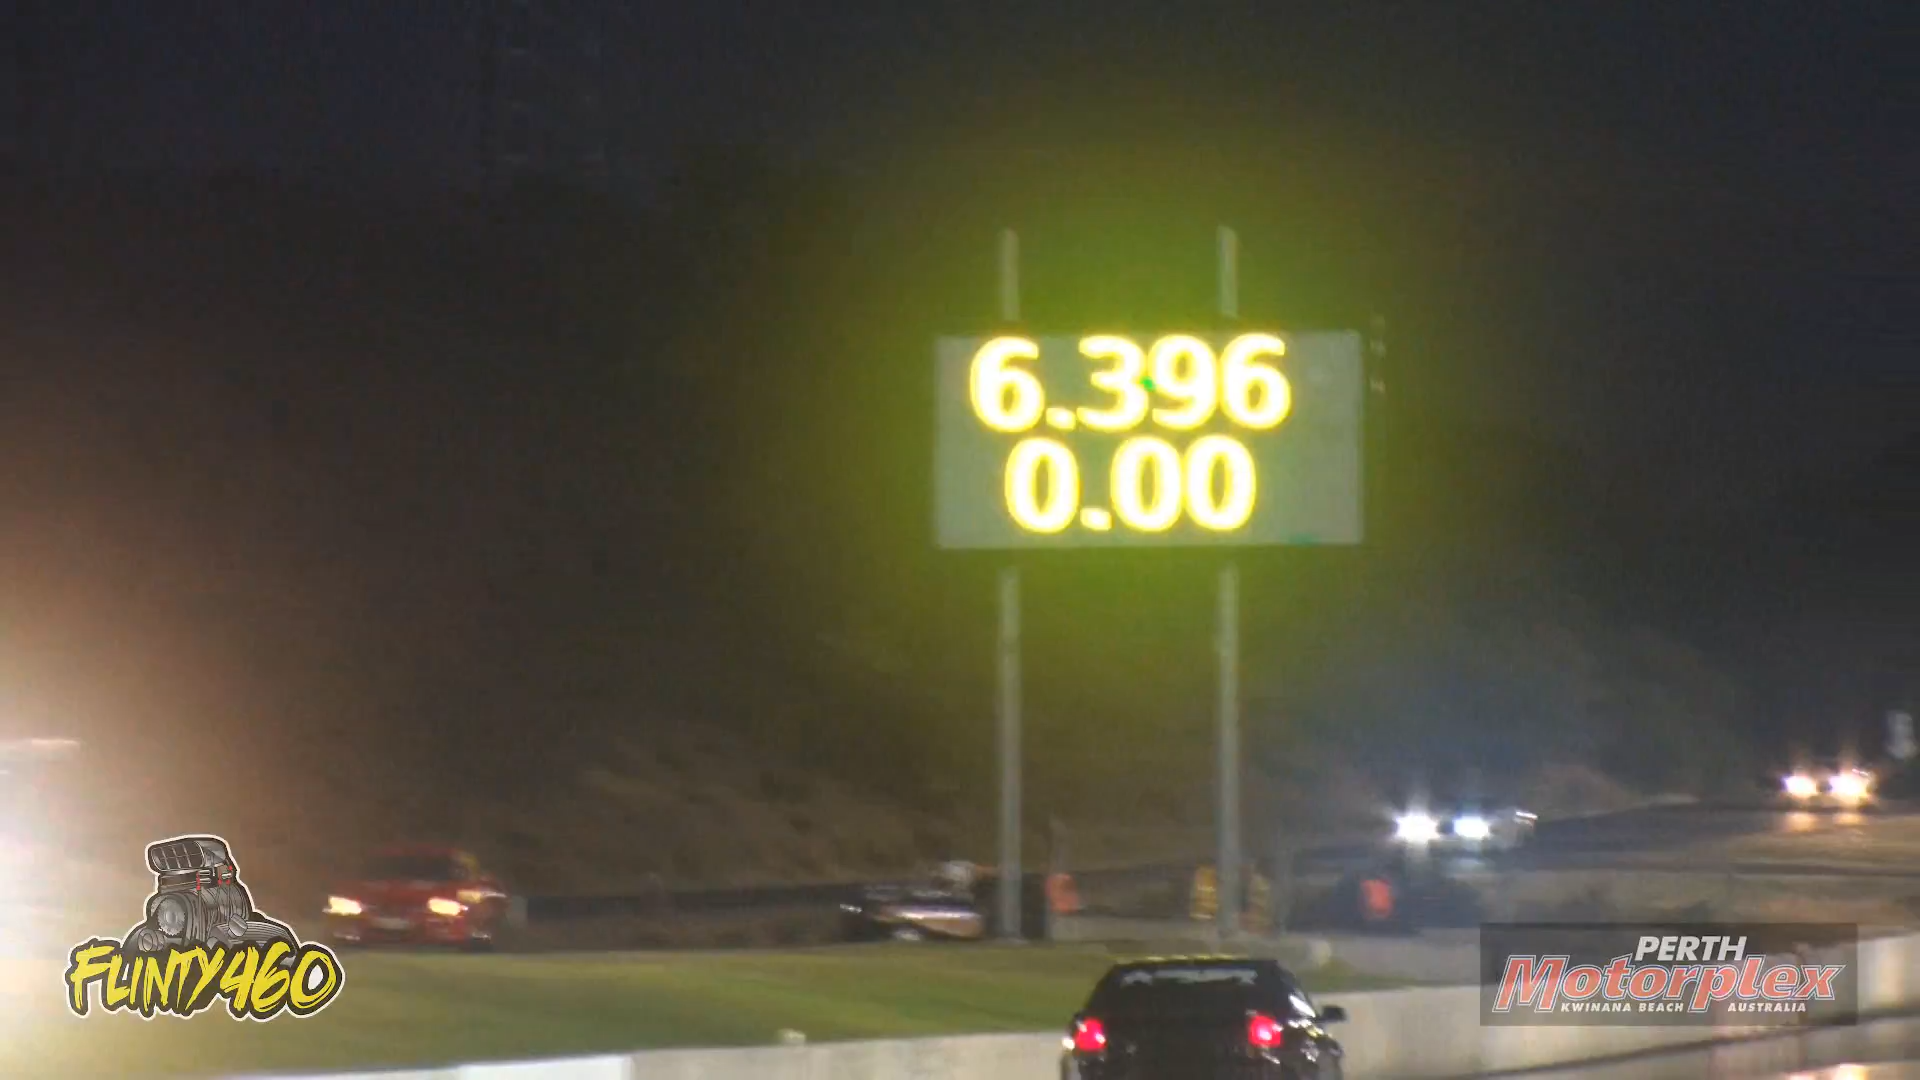 6.396
0.00
FLINTY460
PERTH
Motorplex
KWINANA BEACH AUSTRALIA